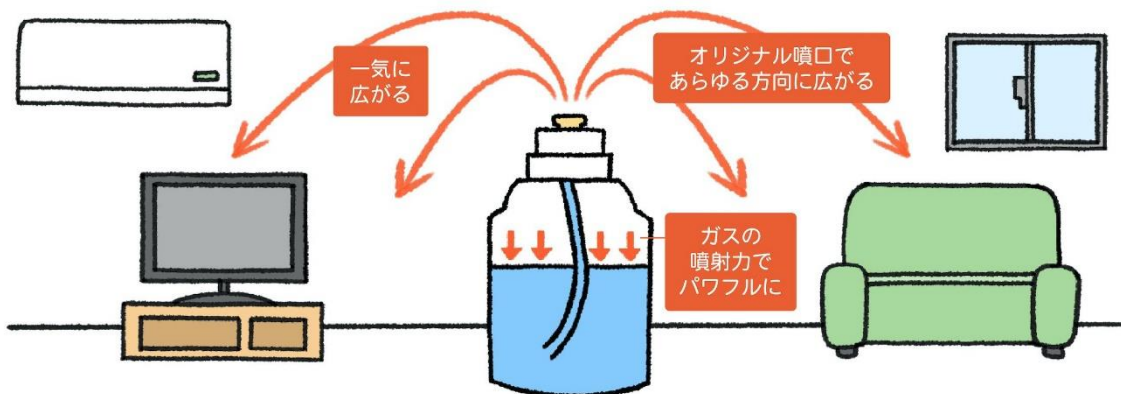 一気に
広がる
オリジナル噴口で
あらゆる方向に広がる
ガスの
噴射力で
パワフルに